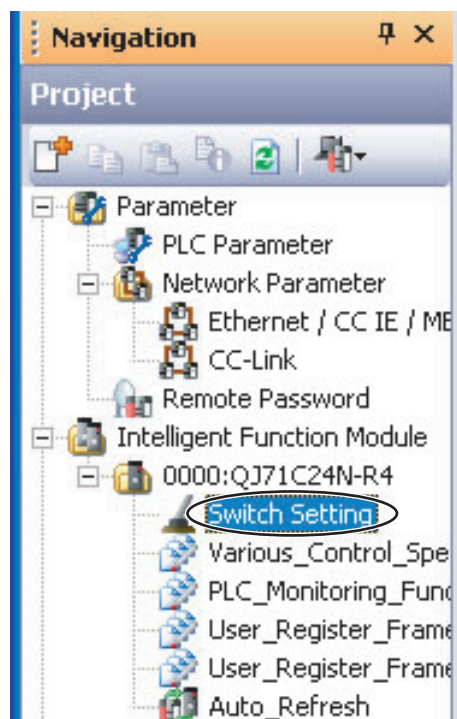 Navigation
Project
Parameter
PLC Parameter
Network Parameter
Ethernet / CC IE / ME
CC-Link
Remote Password
Intelligent Function Module
0000:QJ71C24N-R4
Switch Setting
Various_Control_Spe
PLC_Monitoring_Func
User_Register_Frame
User_Register_Frame
Auto_Refresh